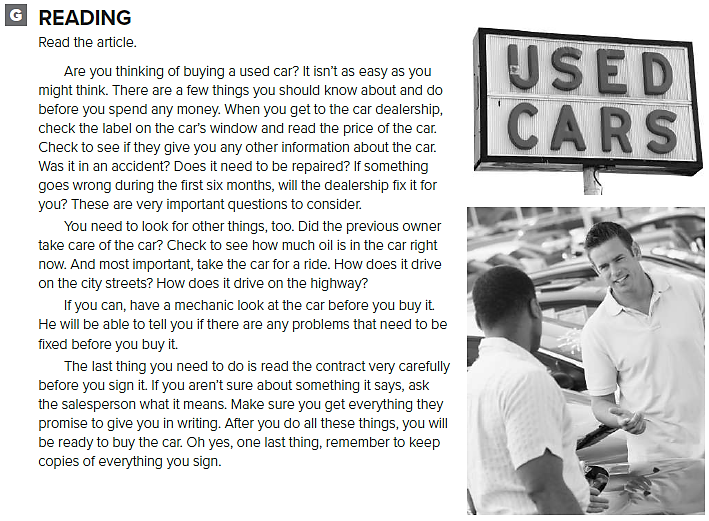 G READING
Read the article.
Are you thinking of buying a used car? It isn't as easy as you
might think. There are a few things you should know about and do
before you spend any money. When you get to the car dealership,
check the label on the car's window and read the price of the car.
Check to see if they give you any other information about the car.
Was it in an accident? Does it need to be repaired? If something
goes wrong during the first six months, will the dealership fix it for
you? These are very important questions to consider.
You need to look for other things, too. Did the previous owner
take care of the car? Check to see how much oil is in the car right
now. And most important, take the car for a ride. How does it drive
on the city streets? How does it drive on the highway?
If you can, have a mechanic look at the car before you buy it.
He will be able to tell you if there are any problems that need to be
fixed before you buy it.
The last thing you need to do is read the contract very carefully
before you sign it. If you aren't sure about something it says, ask
the salesperson what it means. Make sure you get everything they
promise to give you in writing. After you do all these things, you will
be ready to buy the car. Oh yes, one last thing, remember to keep
copies of everything you sign.
USED
CARS